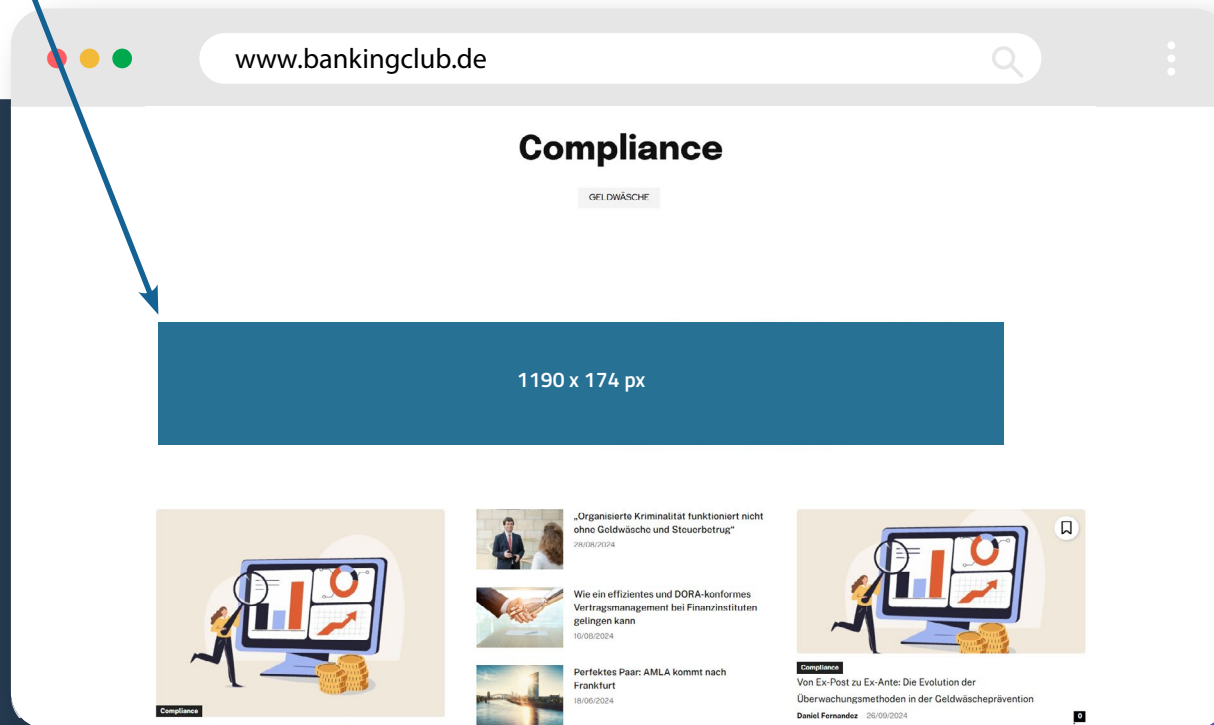 www.bankingclub.de
Compliance
GELDWÄSCHE
1190 x 174 px
Compliance
„Organisierte Kriminalität funktioniert nicht
ohne Geldwäsche und Steuerbetrug“
28/08/2024
Wie ein effizientes und DORA-konformes
Vertragsmanagement bei Finanzinstituten
gelingen kann
16/08/2024
Perfektes Paar: AMLA kommt nach
Frankfurt
18/06/2024
Compliance
Von Ex-Post zu Ex-Ante: Die Evolution der
Überwachungsmethoden in der Geldwäscheprävention
Daniel Fernandez 26/09/2024
0